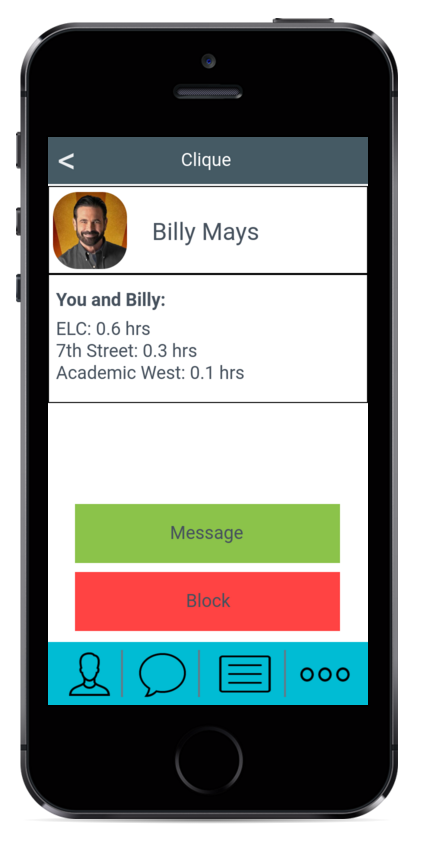 <
Clique
Billy Mays
You and Billy:
ELC: 0.6 hrs
7th Street: 0.3 hrs
Academic West: 0.1 hrs
Message
Block